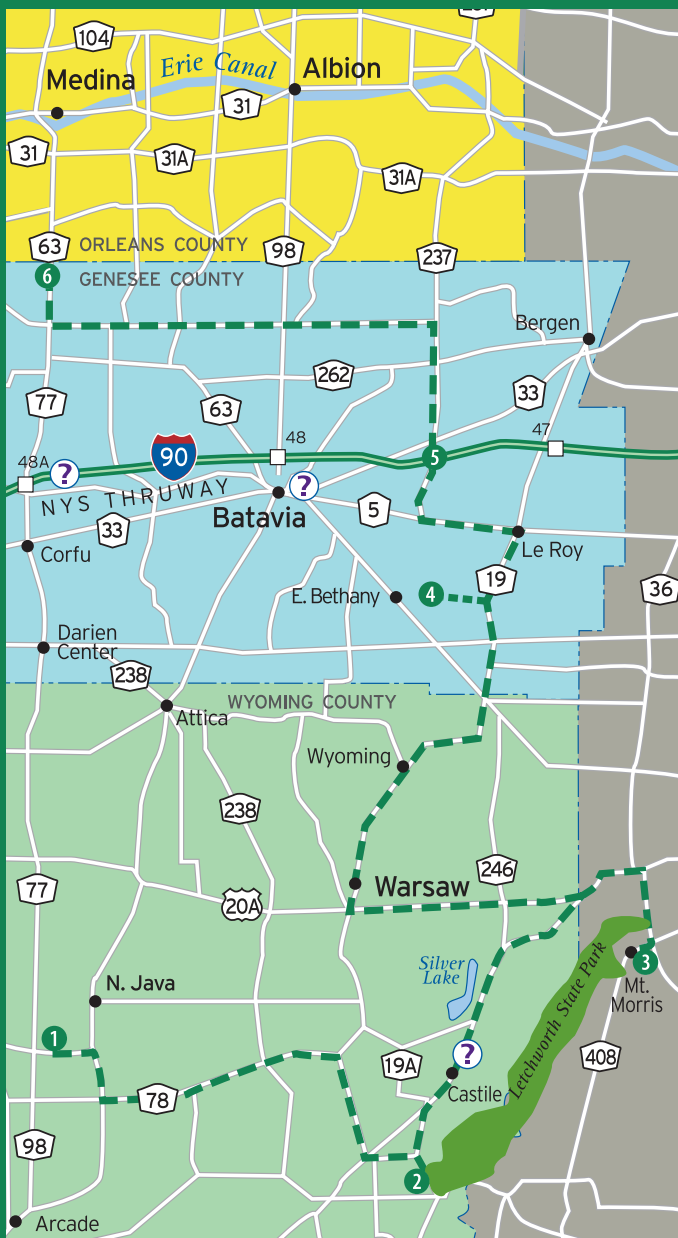 104
Erie Canal
Albion
Medina
31
31
31A
31A
63
ORLEANS COUNTY
98
237
6
GENESEE COUNTY
Bergen
262
33
77
63
48
47
48A
?
90
5
NYS THRUWAY
?
Batavia
33
5
Corfu
Le Roy
19
E. Bethany
4
36
Darien
Center
238
WYOMING COUNTY
Attica
Wyoming
238
77
246
20A
Warsaw
Silver
Lake
Letchworth State Park
3
Mt.
Morris
N. Java
1
?
19A
408
78
Castile
98
2
Arcade